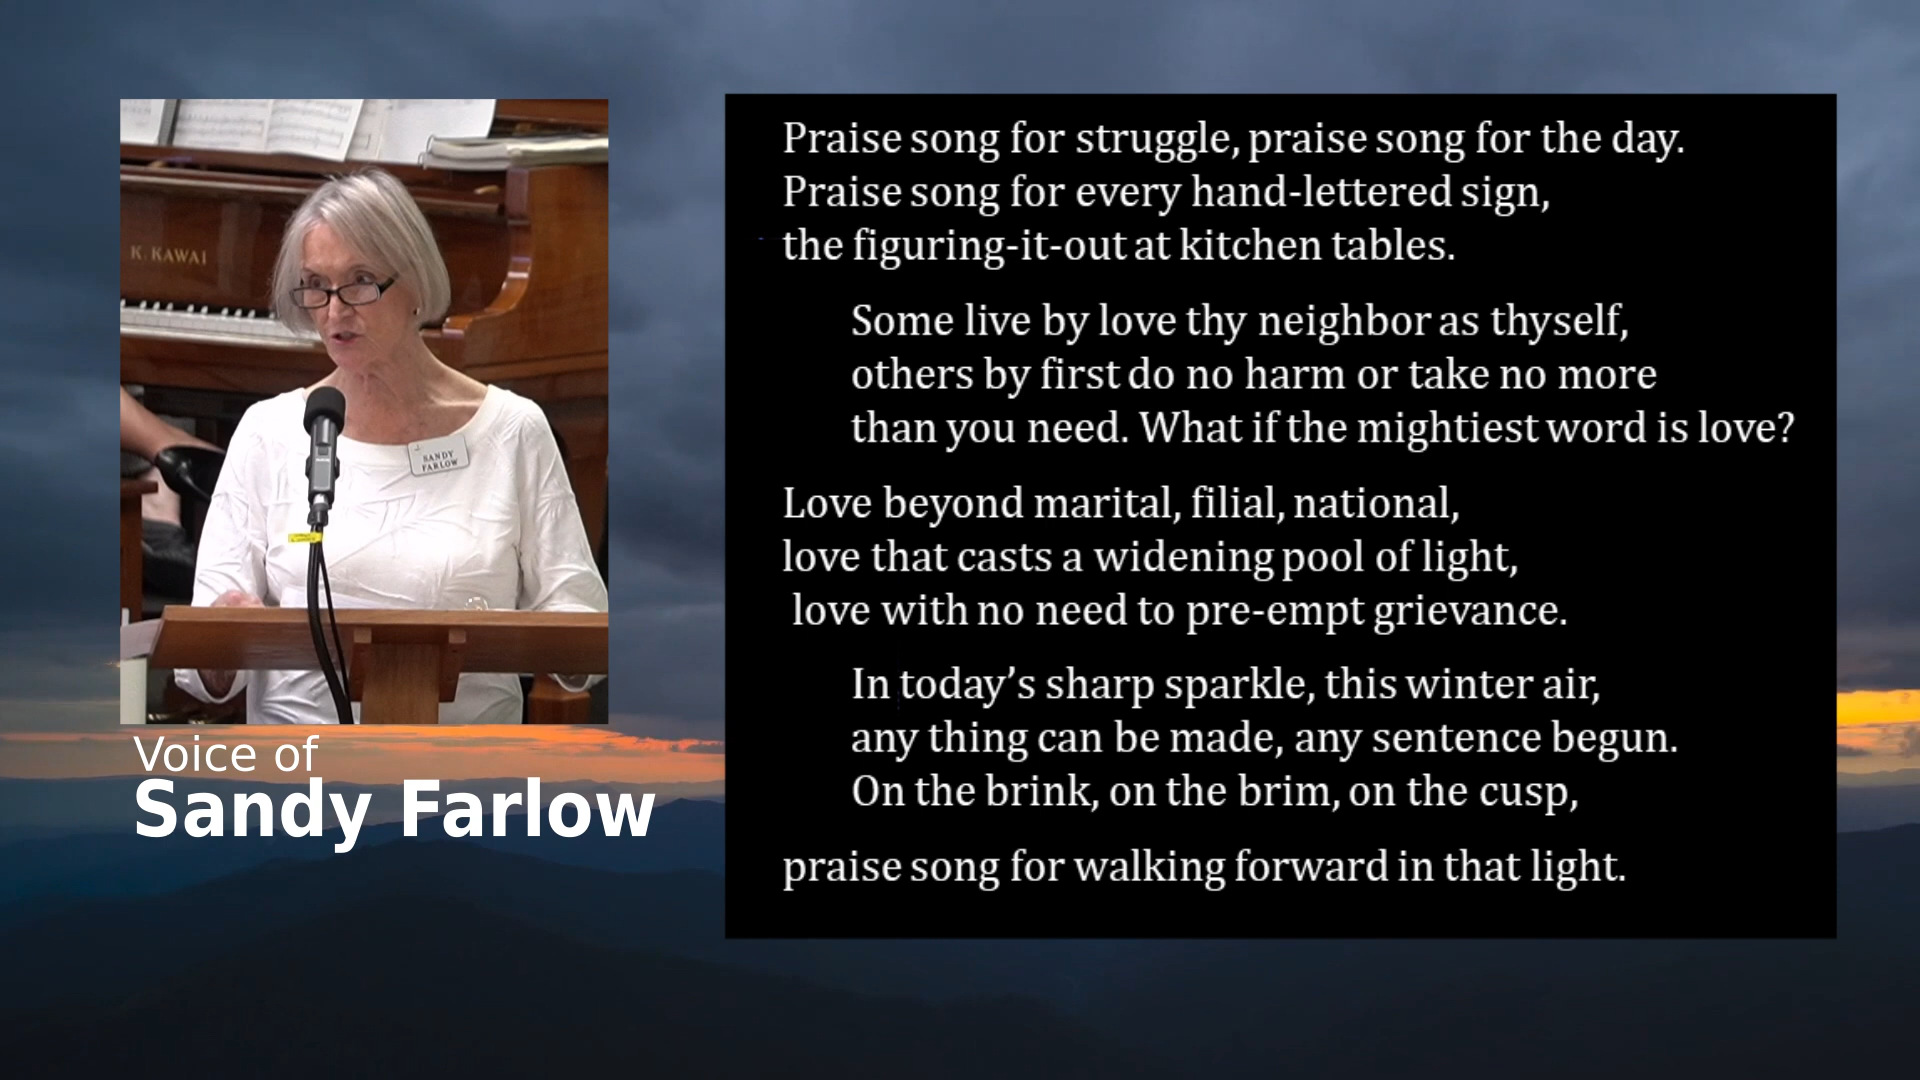 K. KAWAI
SANDY
FARLOW
Voice of
Sandy Farlow
Praise song for struggle, praise song for the day.
Praise song for every hand-lettered sign,
the figuring-it-out at kitchen tables.
Some live by love thy neighbor as thyself,
others by first do no harm or take no more
than you need. What if the mightiest word is love?
Love beyond marital, filial, national,
love that casts a widening pool of light,
love with no need to pre-empt grievance.
In today’s sharp sparkle, this winter air,
any thing can be made, any sentence begun.
On the brink, on the brim, on the cusp,
praise song for walking forward in that light.